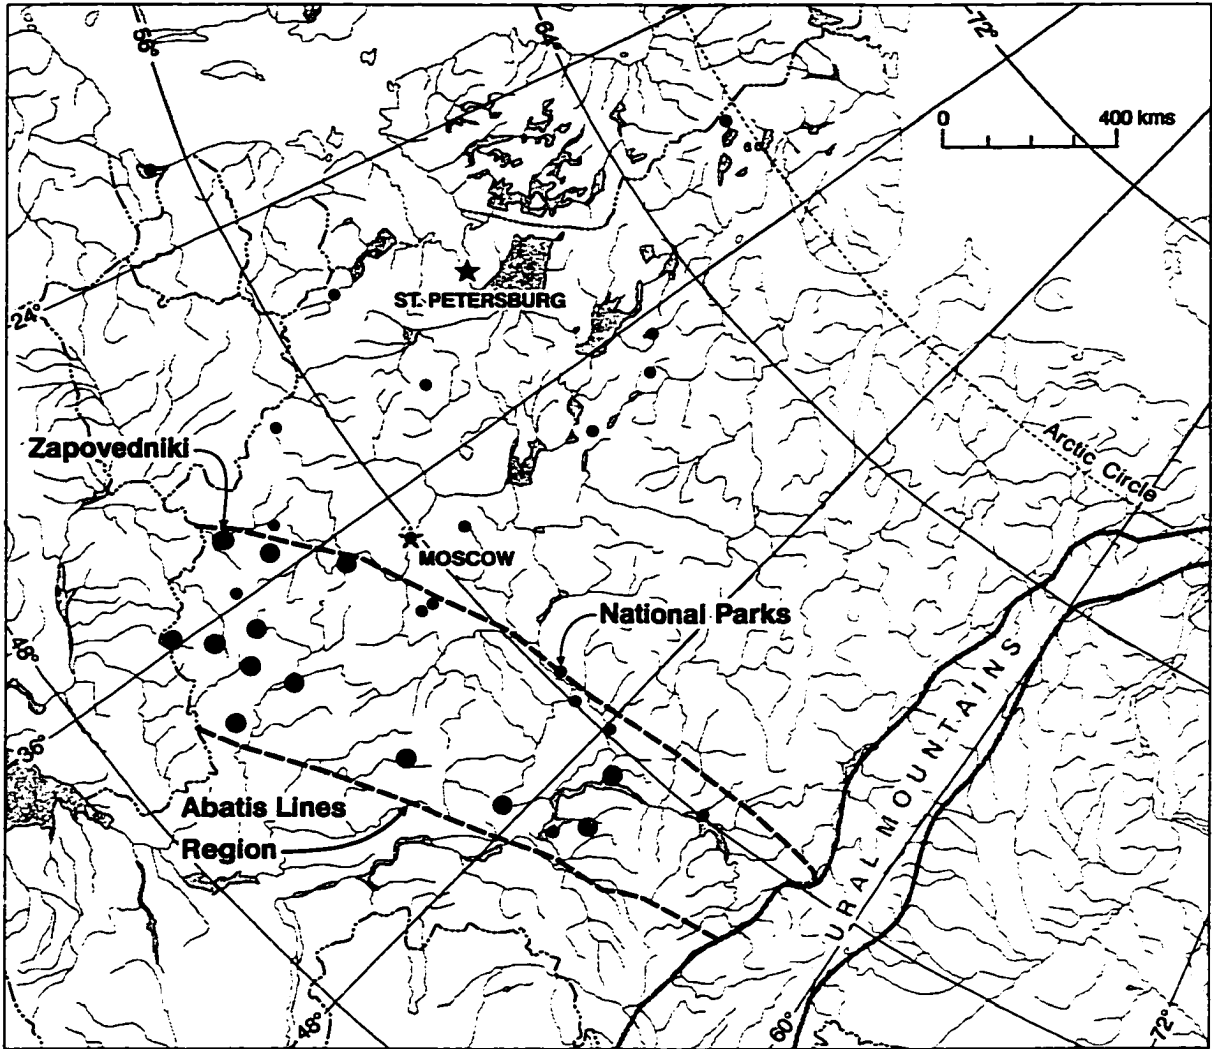 56°
64°
-72°
0 400 kms
ST. PETERSBURG
-24°
Zapovedniki
Arctic Circle
MOSCOW
National Parks
48°
36°
Abatis Lines
Region
URAL MOUNTAINS
48°
60°
-72°